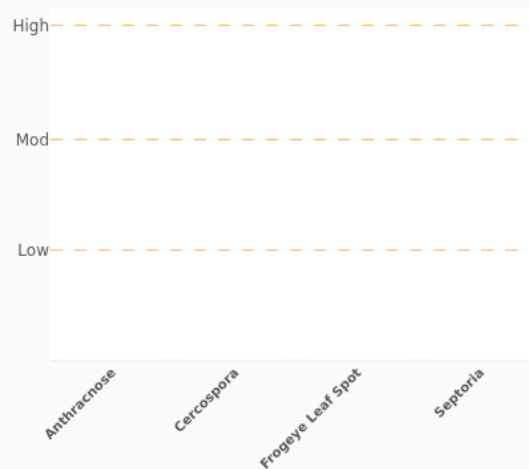 High
Mod
Low
Anthracnose
Cercospora
Frogeye Leaf Spot
Septoria